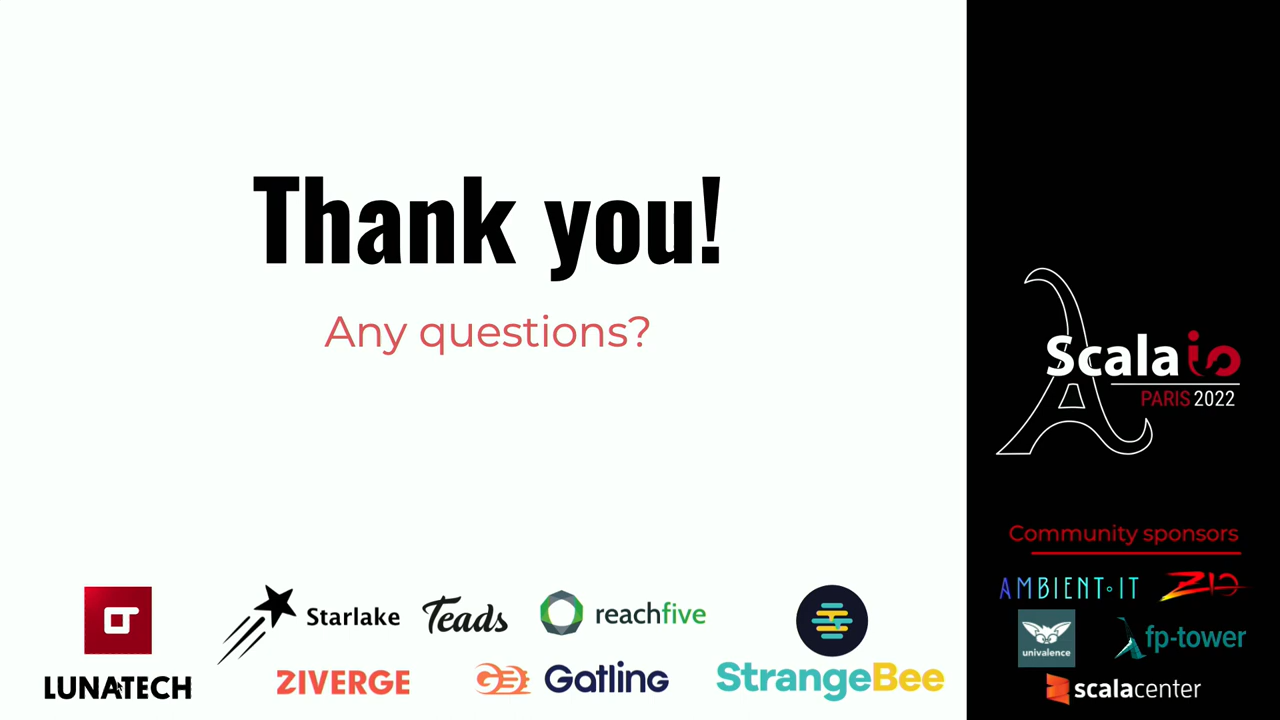 Thank you!
Any questions?
Scala io
PARIS 2022
Community sponsors
AMBIENT IT
ZIO
univalence
fp-tower
scalacenter
Starlake
Teads
reachfive
LUNATECH
ZIVERGE
Gatling
StrangeBee